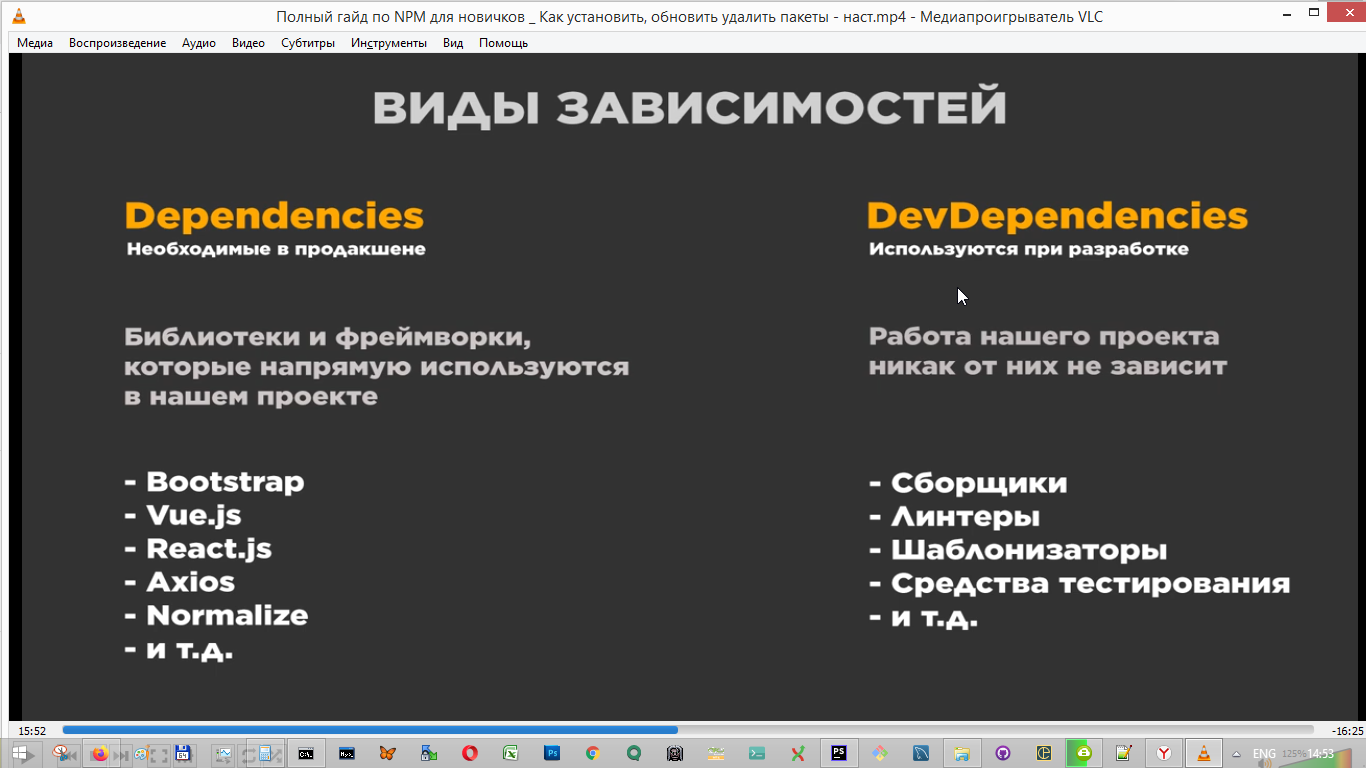 Полный гайд по NPM для новичков _ Как установить, обновить удалить пакеты - наст.mp4 - Медиапроигрыватель VLC
Медиа Воспроизведение Аудио Видео Субтитры Инструменты Вид Помощь
ВИДЫ ЗАВИСИМОСТЕЙ
Dependencies
Необходимые в продакшене
Библиотеки и фреймворки,
которые напрямую используются
в нашем проекте
- Bootstrap
- Vue.js
- React.js
- Axios
- Normalize
- и т.д.
DevDependencies
Используются при разработке
Работа нашего проекта
никак от них не зависит
- Сборщики
- Линтеры
- Шаблонизаторы
- Средства тестирования
- и т.д.
15:52 -16:25
ENG 125% 14:53